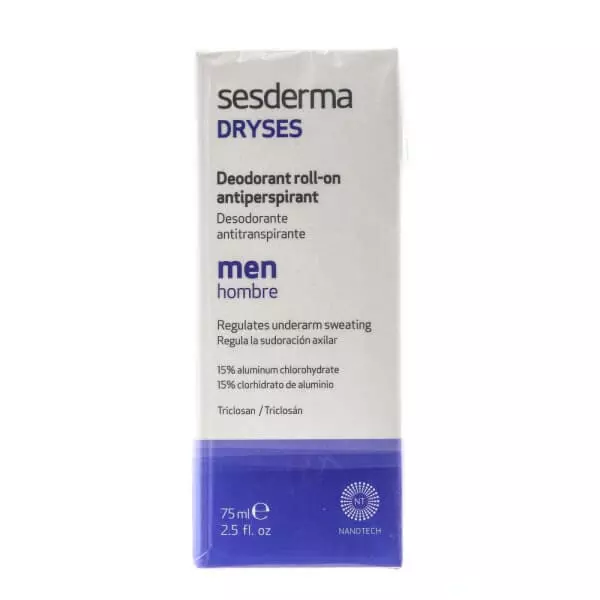 sesderma
DRYSES
Deodorant roll-on
antiperspirant
Desodorante
antitranspirante
men
hombre
Regulates underarm sweating
Regula la sudoración axilar
15% aluminum chlorohydrate
15% clorhidrato de aluminio
Triclosan / Triclosán
75 ml e
2.5 fl. oz
NT
NANOTECH